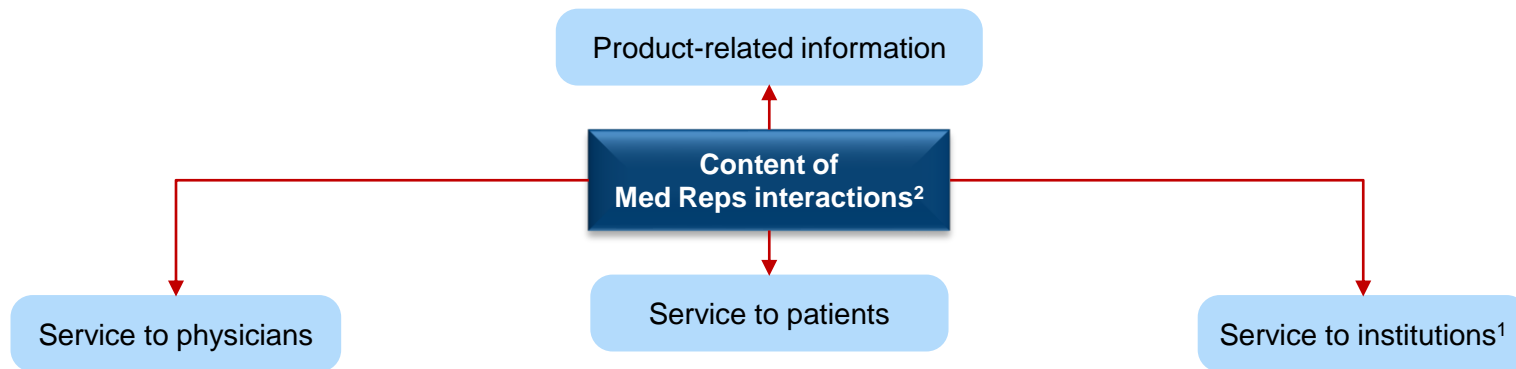 Product-related information
Content of
Med Reps interactions²
Service to physicians
Service to patients
Service to institutions¹